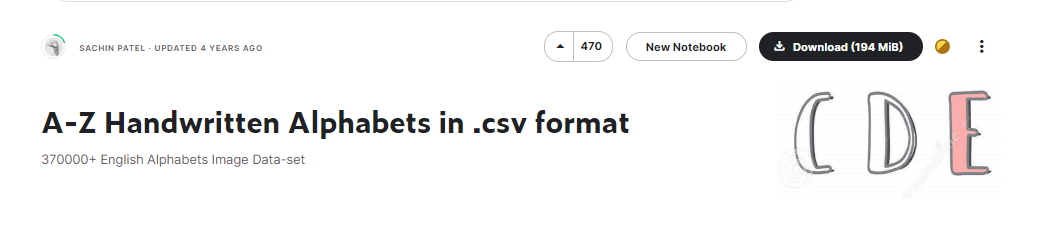 SACHIN PATEL · UPDATED 4 YEARS AGO
470
New Notebook
Download (194 MiB)
A-Z Handwritten Alphabets in .csv format
370000+ English Alphabets Image Data-set
C D E